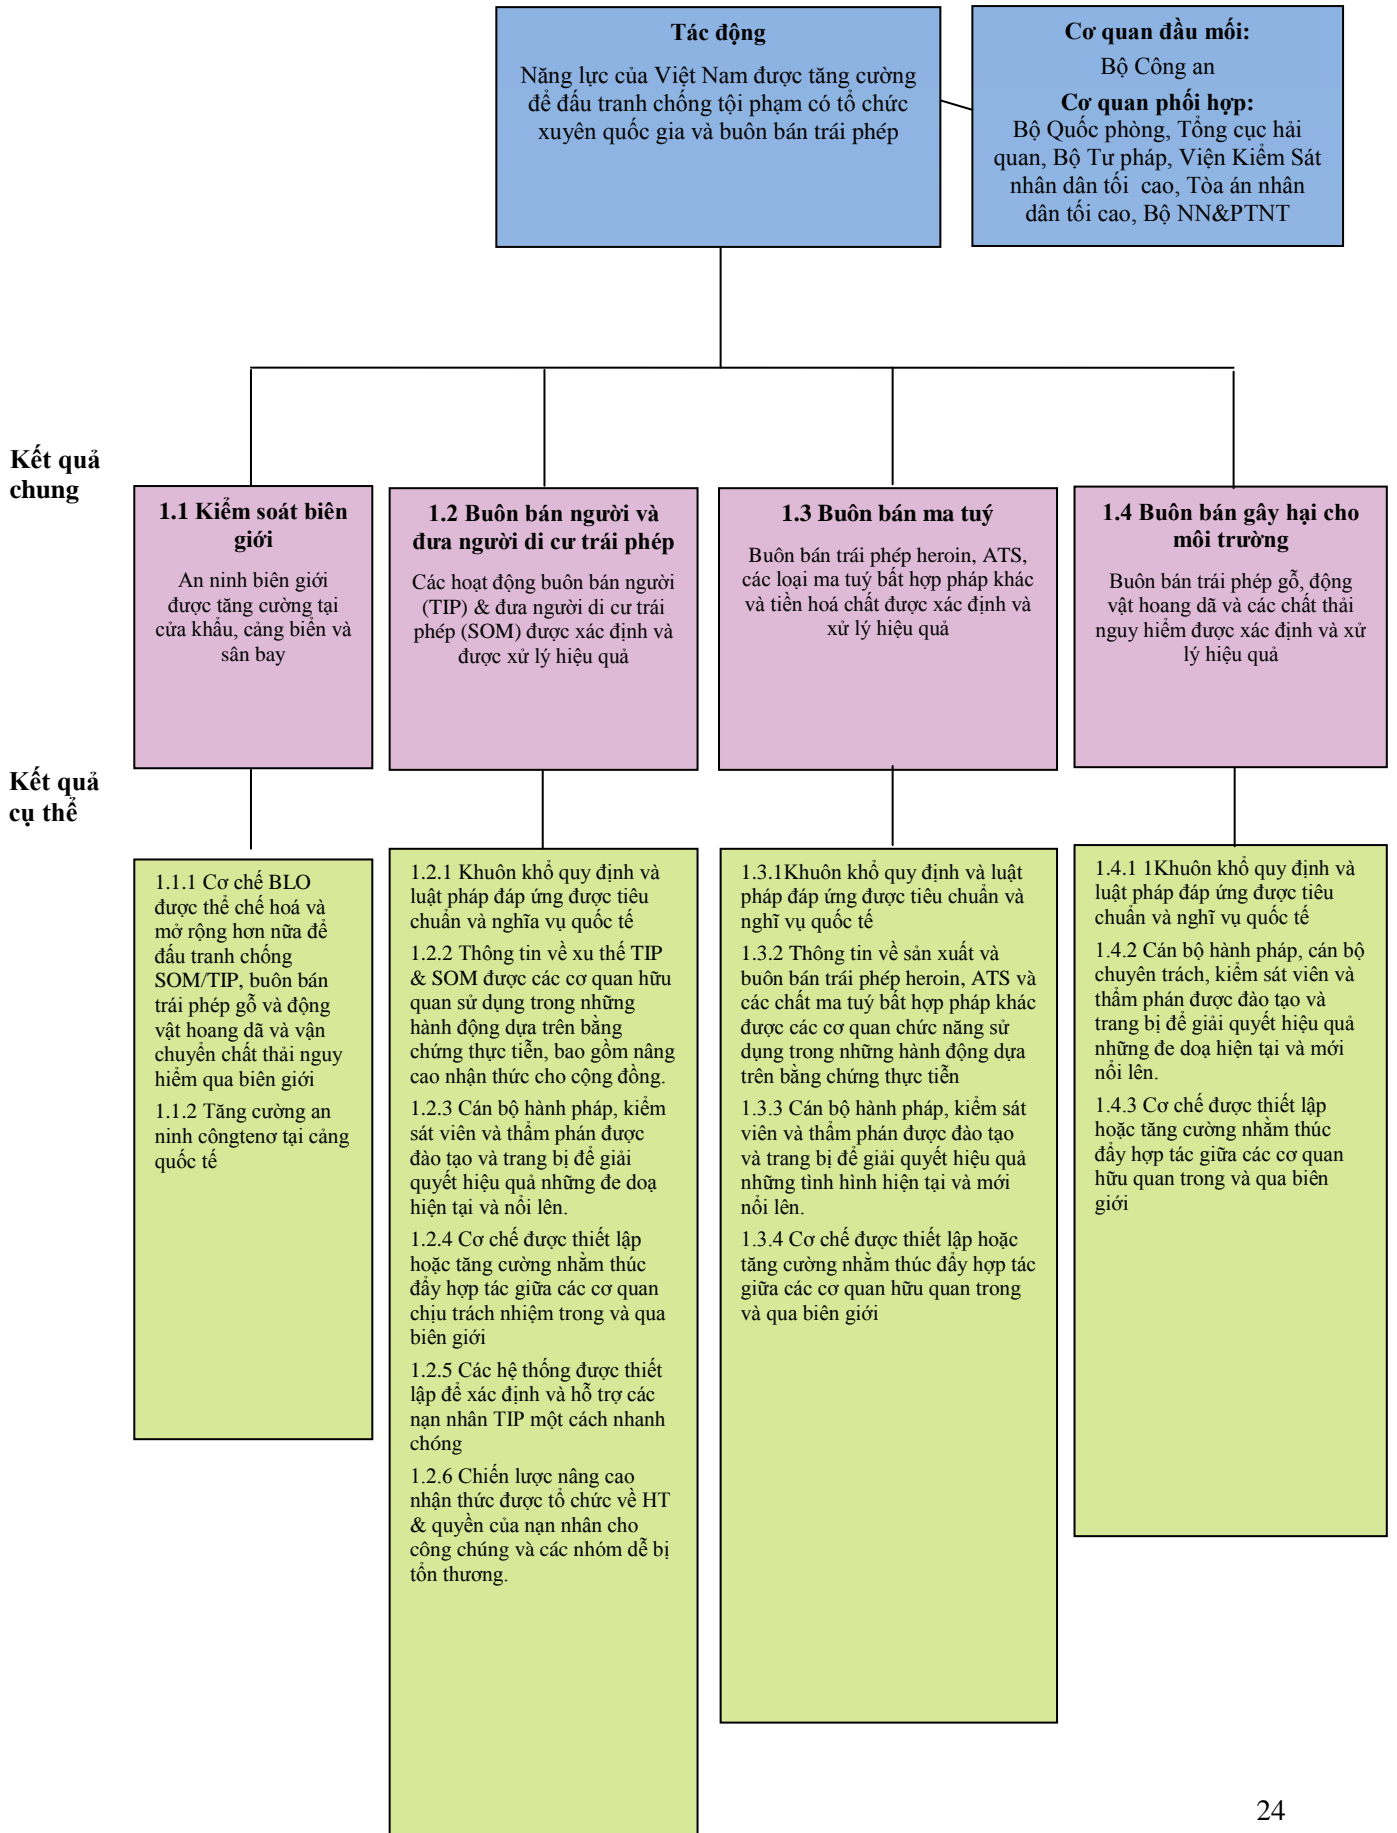 Tác động
Năng lực của Việt Nam được tăng cường
để đấu tranh chống tội phạm có tổ chức
xuyên quốc gia và buôn bán trái phép
Cơ quan đầu mối:
Bộ Công an
Cơ quan phối hợp:
Bộ Quốc phòng, Tổng cục hải
quan, Bộ Tư pháp, Viện Kiểm Sát
nhân dân tối cao, Tòa án nhân
dân tối cao, Bộ NN&PTNT
Kết quả
chung
1.1 Kiểm soát biên
giới
An ninh biên giới
được tăng cường tại
cửa khẩu, cảng biển và
sân bay
1.2 Buôn bán người và
đưa người di cư trái phép
Các hoạt động buôn bán người
(TIP) & đưa người di cư trái
phép (SOM) được xác định và
được xử lý hiệu quả
1.3 Buôn bán ma tuý
Buôn bán trái phép heroin, ATS,
các loại ma tuý bất hợp pháp khác
và tiền hoá chất được xác định và
xử lý hiệu quả
1.4 Buôn bán gây hại cho
môi trường
Buôn bán trái phép gỗ, động
vật hoang dã và các chất thải
nguy hiểm được xác định và xử
lý hiệu quả
Kết quả
cụ thể
1.1.1 Cơ chế BLO
được thể chế hoá và
mở rộng hơn nữa để
đấu tranh chống
SOM/TIP, buôn bán
trái phép gỗ và động
vật hoang dã và vận
chuyển chất thải nguy
hiểm qua biên giới
1.1.2 Tăng cường an
ninh côngtenơ tại cảng
quốc tế
1.2.1 Khuôn khổ quy định và
luật pháp đáp ứng được tiêu
chuẩn và nghĩa vụ quốc tế
1.2.2 Thông tin về xu thế TIP
& SOM được các cơ quan hữu
quan sử dụng trong những
hành động dựa trên bằng
chứng thực tiễn, bao gồm nâng
cao nhận thức cho cộng đồng.
1.2.3 Cán bộ hành pháp, kiểm
sát viên và thẩm phán được
đào tạo và trang bị để giải
quyết hiệu quả những đe doạ
hiện tại và nổi lên.
1.2.4 Cơ chế được thiết lập
hoặc tăng cường nhằm thúc
đẩy hợp tác giữa các cơ quan
chịu trách nhiệm trong và qua
biên giới
1.2.5 Các hệ thống được thiết
lập để xác định và hỗ trợ các
nạn nhân TIP một cách nhanh
chóng
1.2.6 Chiến lược nâng cao
nhận thức được tổ chức về HT
& quyền của nạn nhân cho
công chúng và các nhóm dễ bị
tổn thương.
1.3.1Khuôn khổ quy định và luật
pháp đáp ứng được tiêu chuẩn và
nghĩ vụ quốc tế
1.3.2 Thông tin về sản xuất và
buôn bán trái phép heroin, ATS và
các chất ma tuý bất hợp pháp khác
được các cơ quan chức năng sử
dụng trong những hành động dựa
trên bằng chứng thực tiễn
1.3.3 Cán bộ hành pháp, kiểm sát
viên và thẩm phán được đào tạo
và trang bị để giải quyết hiệu quả
những tình hình hiện tại và mới
nổi lên.
1.3.4 Cơ chế được thiết lập hoặc
tăng cường nhằm thúc đẩy hợp tác
giữa các cơ quan hữu quan trong
và qua biên giới
1.4.1 1Khuôn khổ quy định và
luật pháp đáp ứng được tiêu
chuẩn và nghĩ vụ quốc tế
1.4.2 Cán bộ hành pháp, cán bộ
chuyên trách, kiểm sát viên và
thẩm phán được đào tạo và
trang bị để giải quyết hiệu quả
những đe doạ hiện tại và mới
nổi lên.
1.4.3 Cơ chế được thiết lập
hoặc tăng cường nhằm thúc
đẩy hợp tác giữa các cơ quan
hữu quan trong và qua biên
giới
24